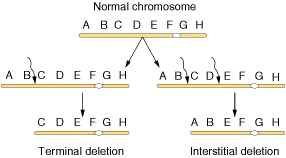 Normal chromosome
A B C D E F G H
A B C D E F G H
A B C D E F G H
C D E F G H
A B E F G H
Terminal deletion
Interstitial deletion